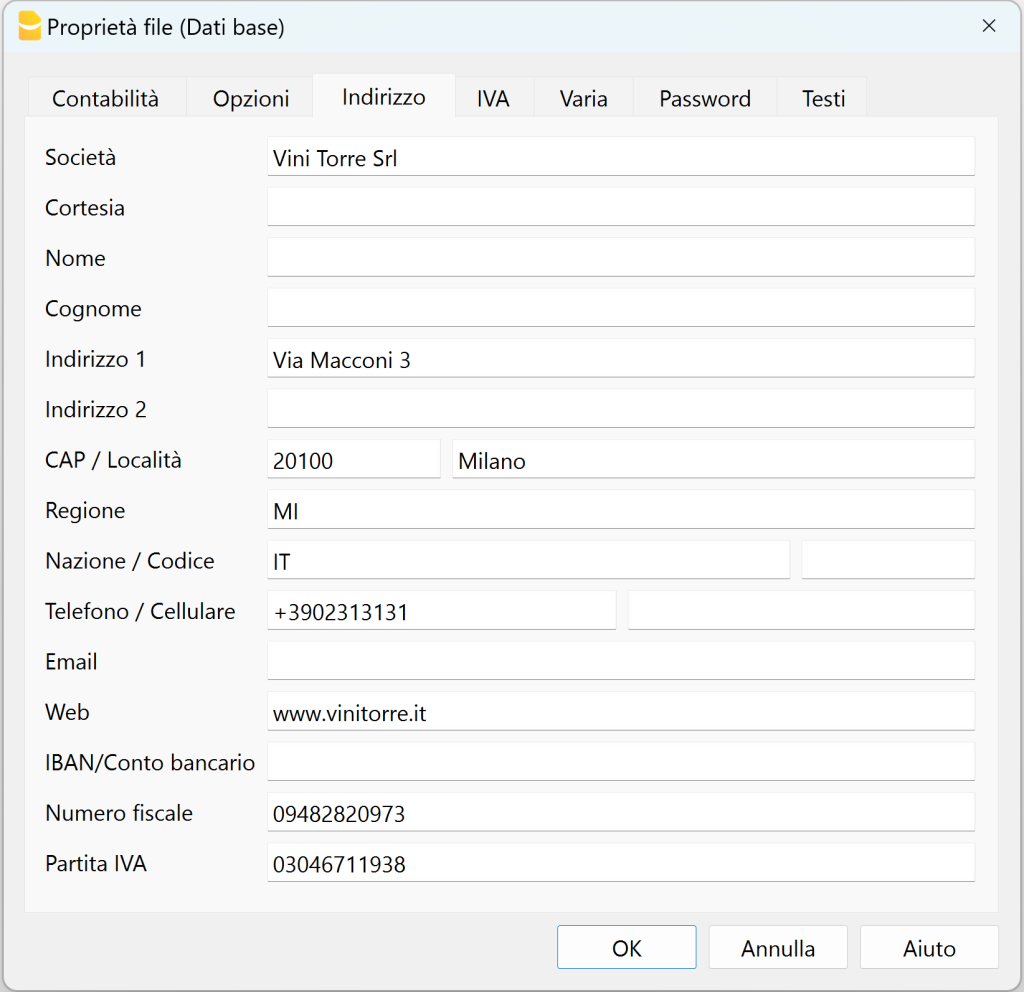 Proprietà file (Dati base)
Contabilità Opzioni Indirizzo IVA Varia Password Testi
Società Vini Torre Srl
Cortesia
Nome
Cognome
Indirizzo 1 Via Macconi 3
Indirizzo 2
CAP / Località 20100 Milano
Regione MI
Nazione / Codice IT
Telefono / Cellulare +3902313131
Email
Web www.vinitorre.it
IBAN/Conto bancario
Numero fiscale 09482820973
Partita IVA 03046711938
OK Annulla Aiuto